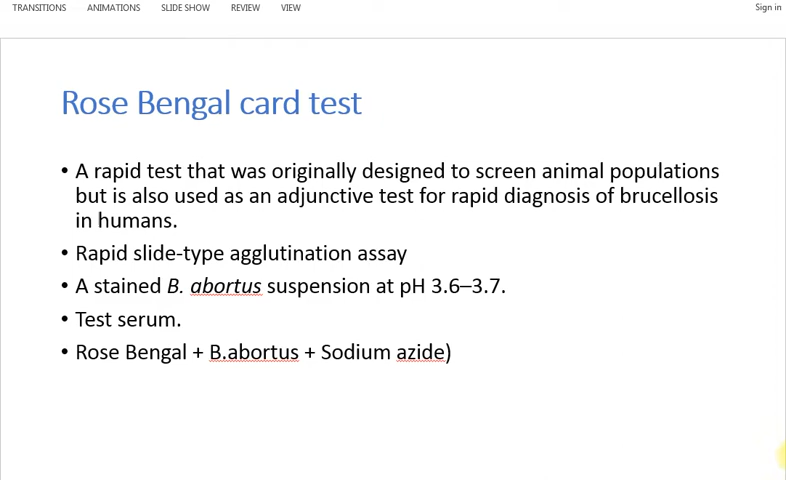 TRANSITIONS ANIMATIONS SLIDE SHOW REVIEW VIEW Sign in
Rose Bengal card test
• A rapid test that was originally designed to screen animal populations
but is also used as an adjunctive test for rapid diagnosis of brucellosis
in humans.
• Rapid slide-type agglutination assay
• A stained B. abortus suspension at pH 3.6–3.7.
• Test serum.
• Rose Bengal + B.abortus + Sodium azide)